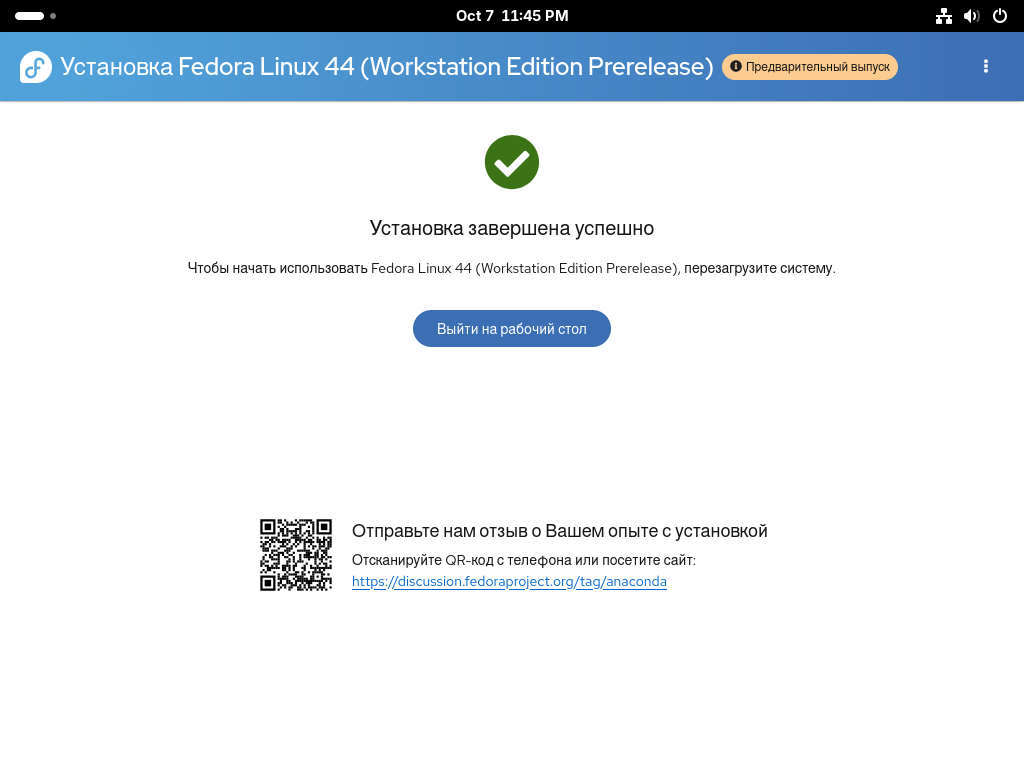 Oct 7 11:45 PM
Установка Fedora Linux 44 (Workstation Edition Prerelease)
Предварительный выпуск
Установка завершена успешно
Чтобы начать использовать Fedora Linux 44 (Workstation Edition Prerelease), перезагрузите систему.
Выйти на рабочий стол
Отправьте нам отзыв о Вашем опыте с установкой
Отсканируйте QR-код с телефона или посетите сайт:
https://discussion.fedoraproject.org/tag/anaconda